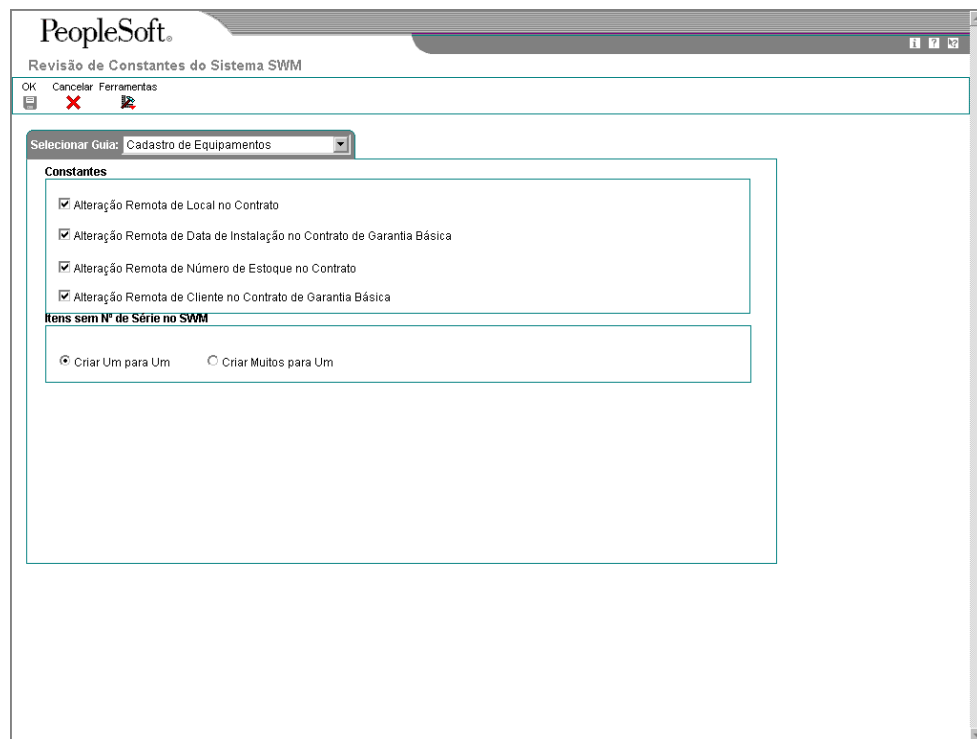 PeopleSoft®
Revisão de Constantes do Sistema SWM
OK Cancelar Ferramentas
Selecionar Guia: Cadastro de Equipamentos
Constantes
Alteração Remota de Local no Contrato
Alteração Remota de Data de Instalação no Contrato de Garantia Básica
Alteração Remota de Número de Estoque no Contrato
Alteração Remota de Cliente no Contrato de Garantia Básica
Itens sem Nº de Série no SWM
Criar Um para Um Criar Muitos para Um